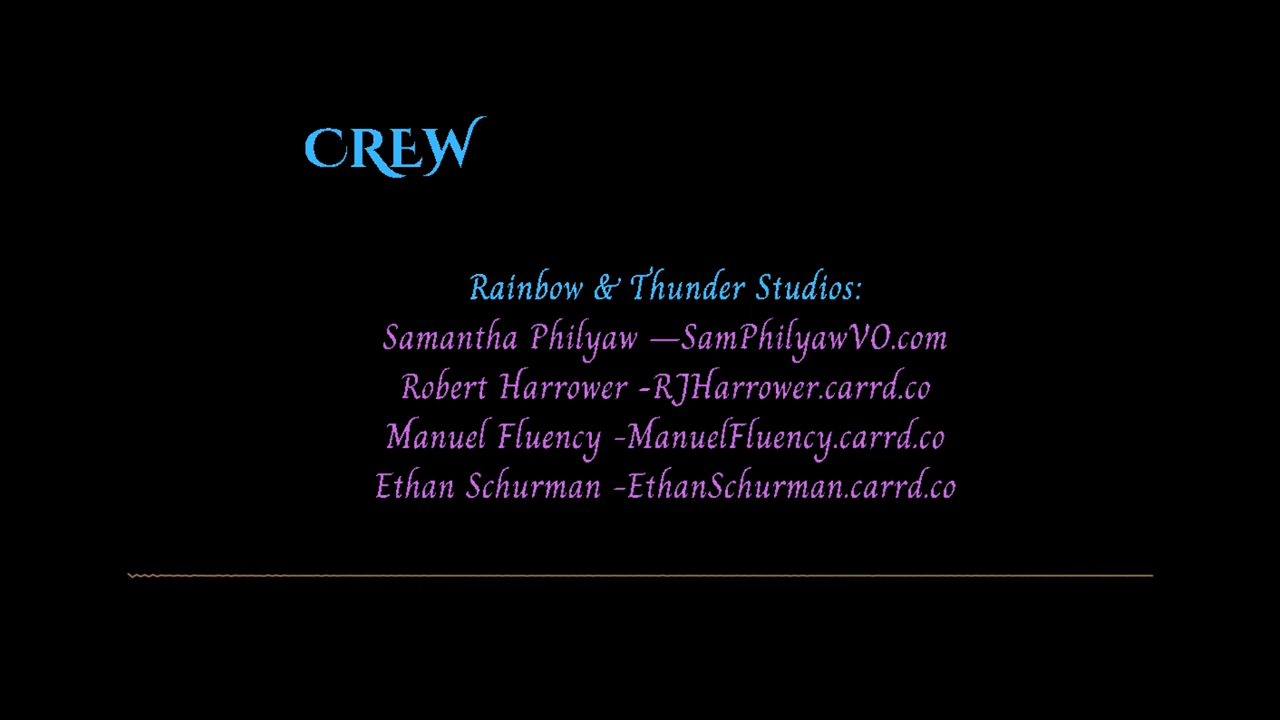 CREW
Rainbow & Thunder Studios:
Samantha Philyaw —SamPhilyawVO.com
Robert Harrower -RJHarrower.carrd.co
Manuel Fluency -ManuelFluency.carrd.co
Ethan Schurman -EthanSchurman.carrd.co